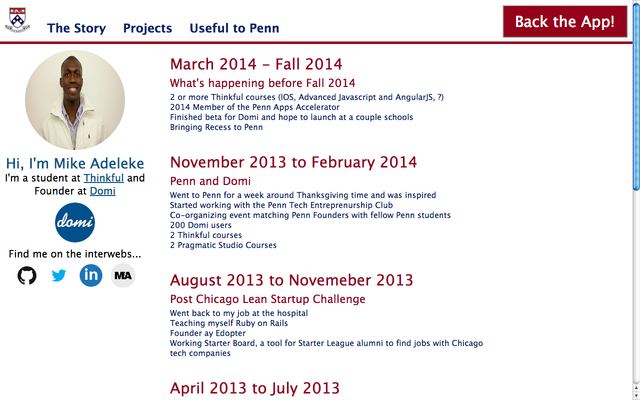 The Story Projects Useful to Penn
Back the App!
Hi, I'm Mike Adeleke
I'm a student at Thinkful and
Founder at Domi
domi
Find me on the interwebs...
in
MA
March 2014 - Fall 2014
What's happening before Fall 2014
2 or more Thinkful courses (IOS, Advanced Javascript and AngularJS, ?)
2014 Member of the Penn Apps Accelerator
Finished beta for Domi and hope to launch at a couple schools
Bringing Recess to Penn
November 2013 to February 2014
Penn and Domi
Went to Penn for a week around Thanksgiving time and was inspired
Started working with the Penn Tech Entreprenurship Club
Co-organizing event matching Penn Founders with fellow Penn students
200 Domi users
2 Thinkful courses
2 Pragmatic Studio Courses
August 2013 to Novemeber 2013
Post Chicago Lean Startup Challenge
Went back to my job at the hospital
Teaching myself Ruby on Rails
Founder ay Edopter
Working Starter Board, a tool for Starter League alumni to find jobs with Chicago
tech companies
April 2013 to July 2013